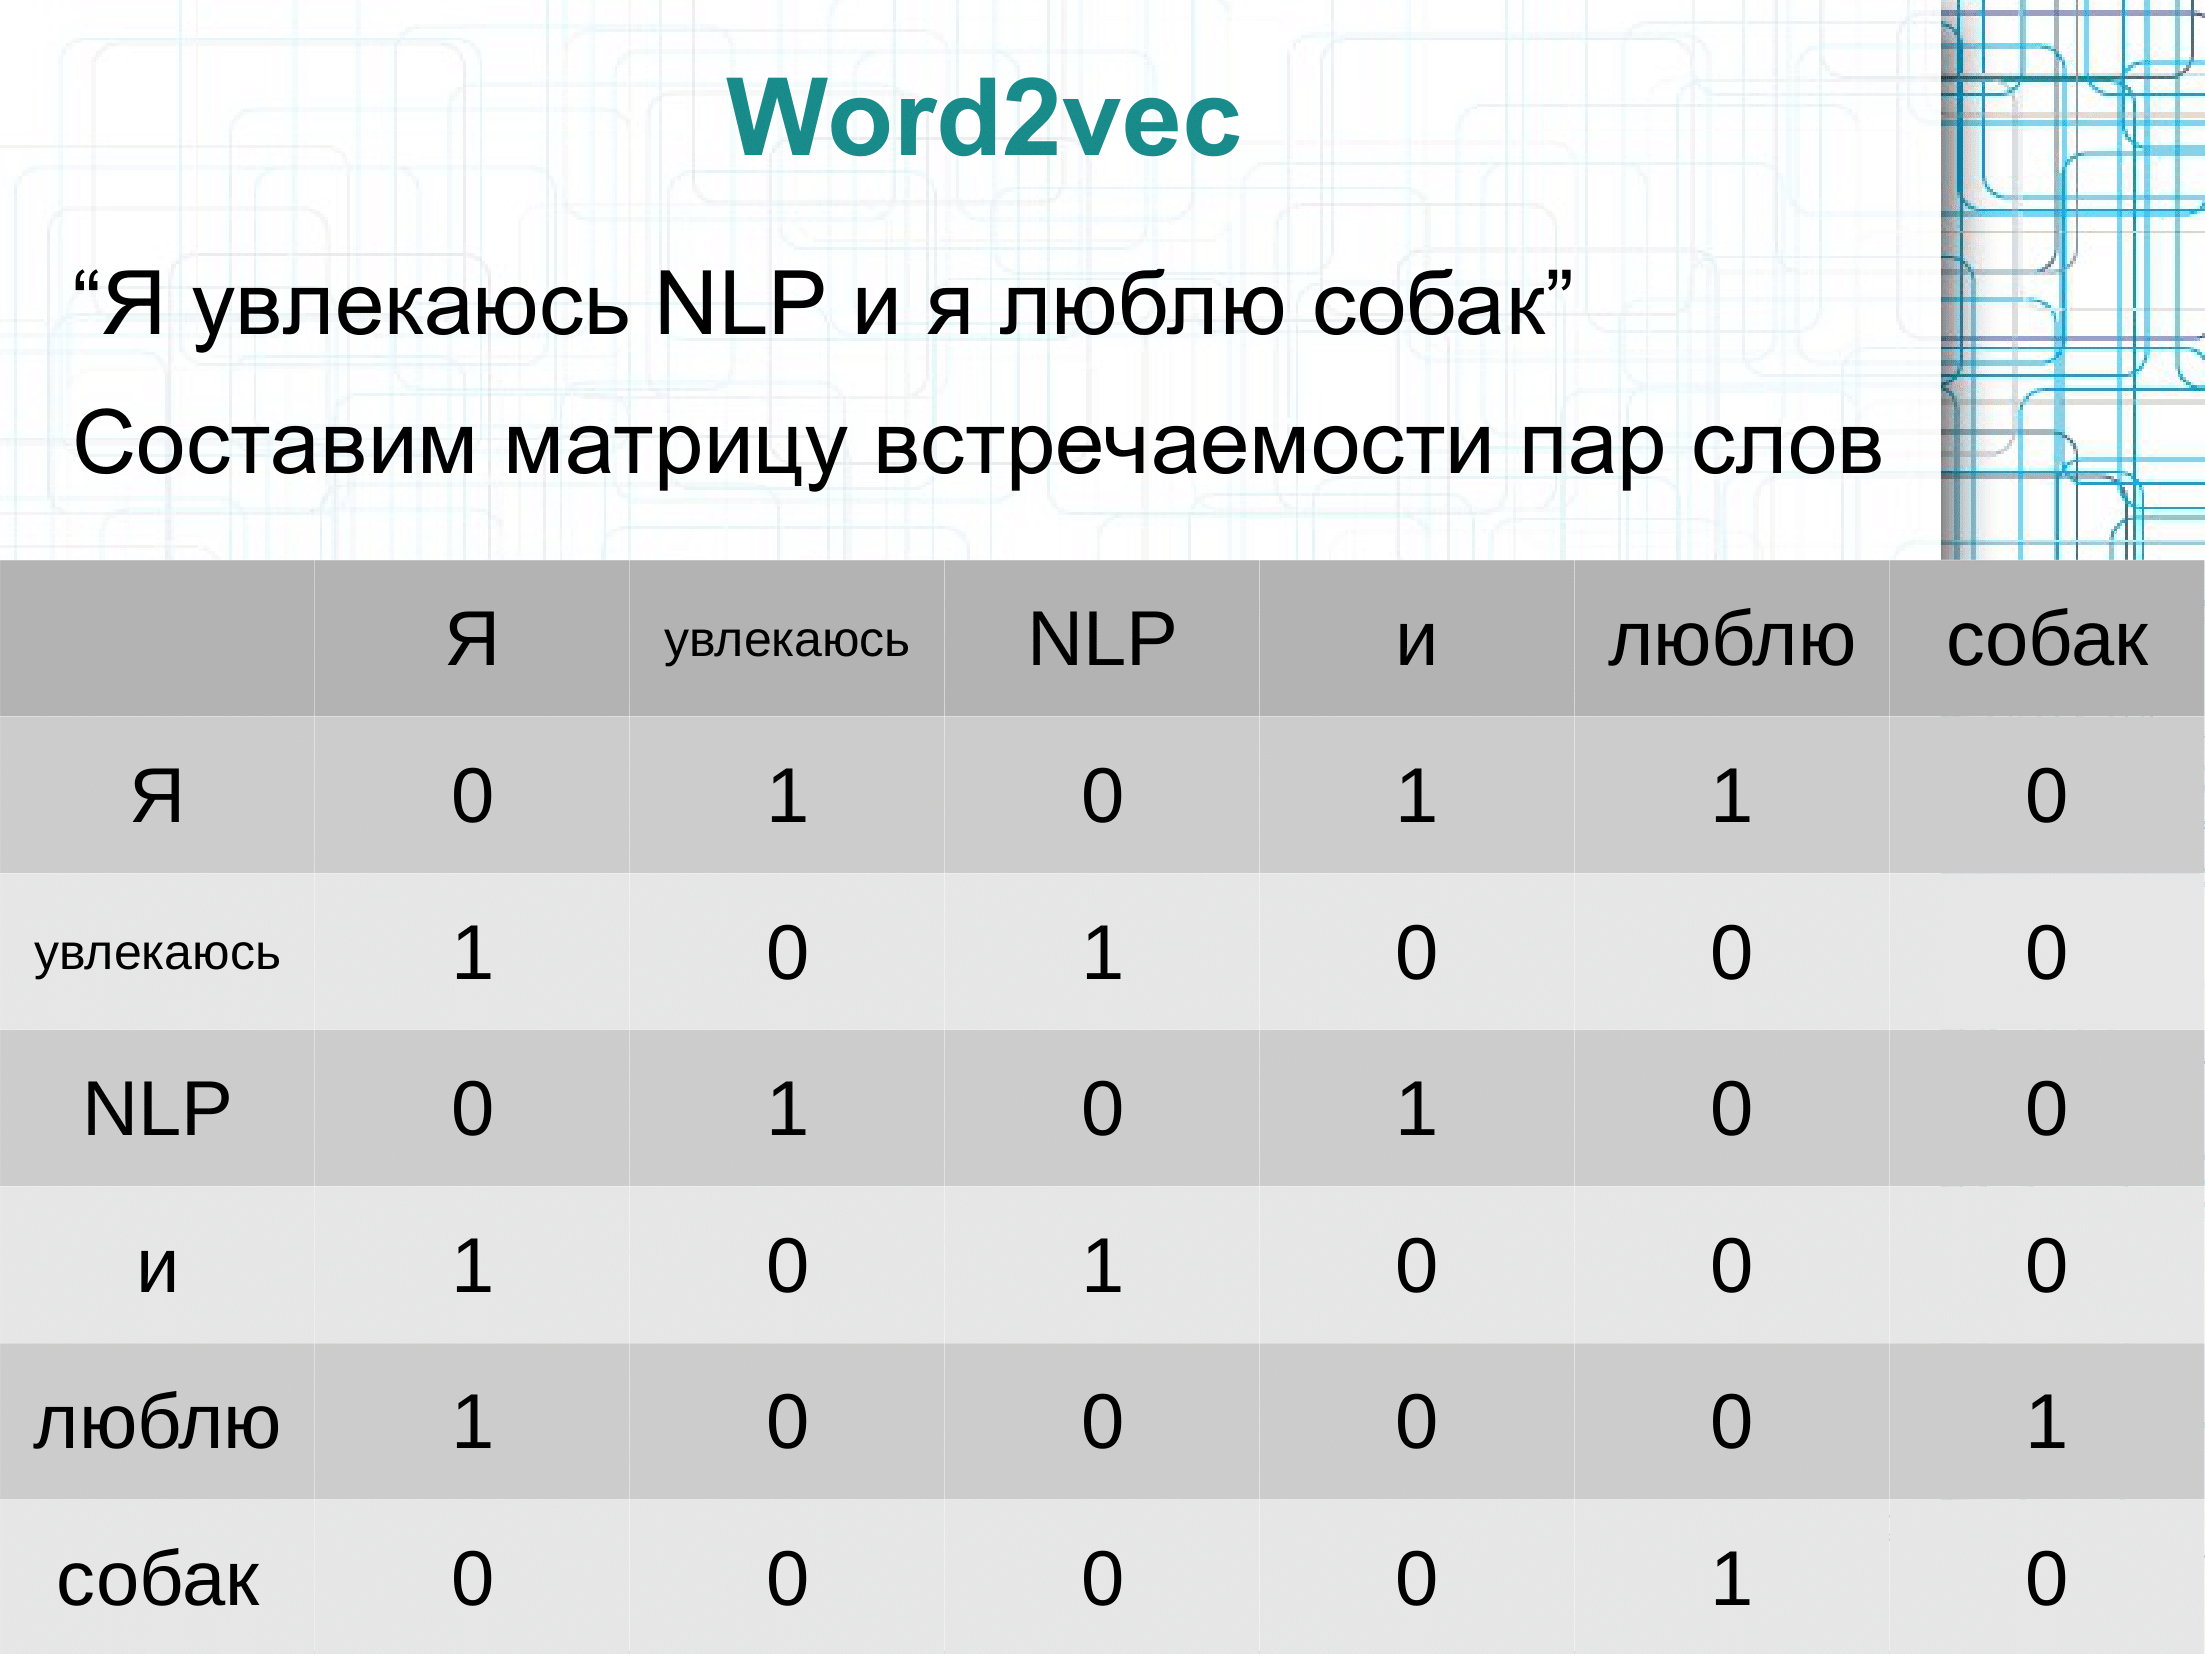 Word2vec
“Я увлекаюсь NLP и я люблю собак”
Составим матрицу встречаемости пар слов
Я увлекаюсь NLP и люблю собак
Я 0 1 0 1 1 0
увлекаюсь 1 0 1 0 0 0
NLP 0 1 0 1 0 0
и 1 0 1 0 0 0
люблю 1 0 0 0 0 1
собак 0 0 0 0 1 0